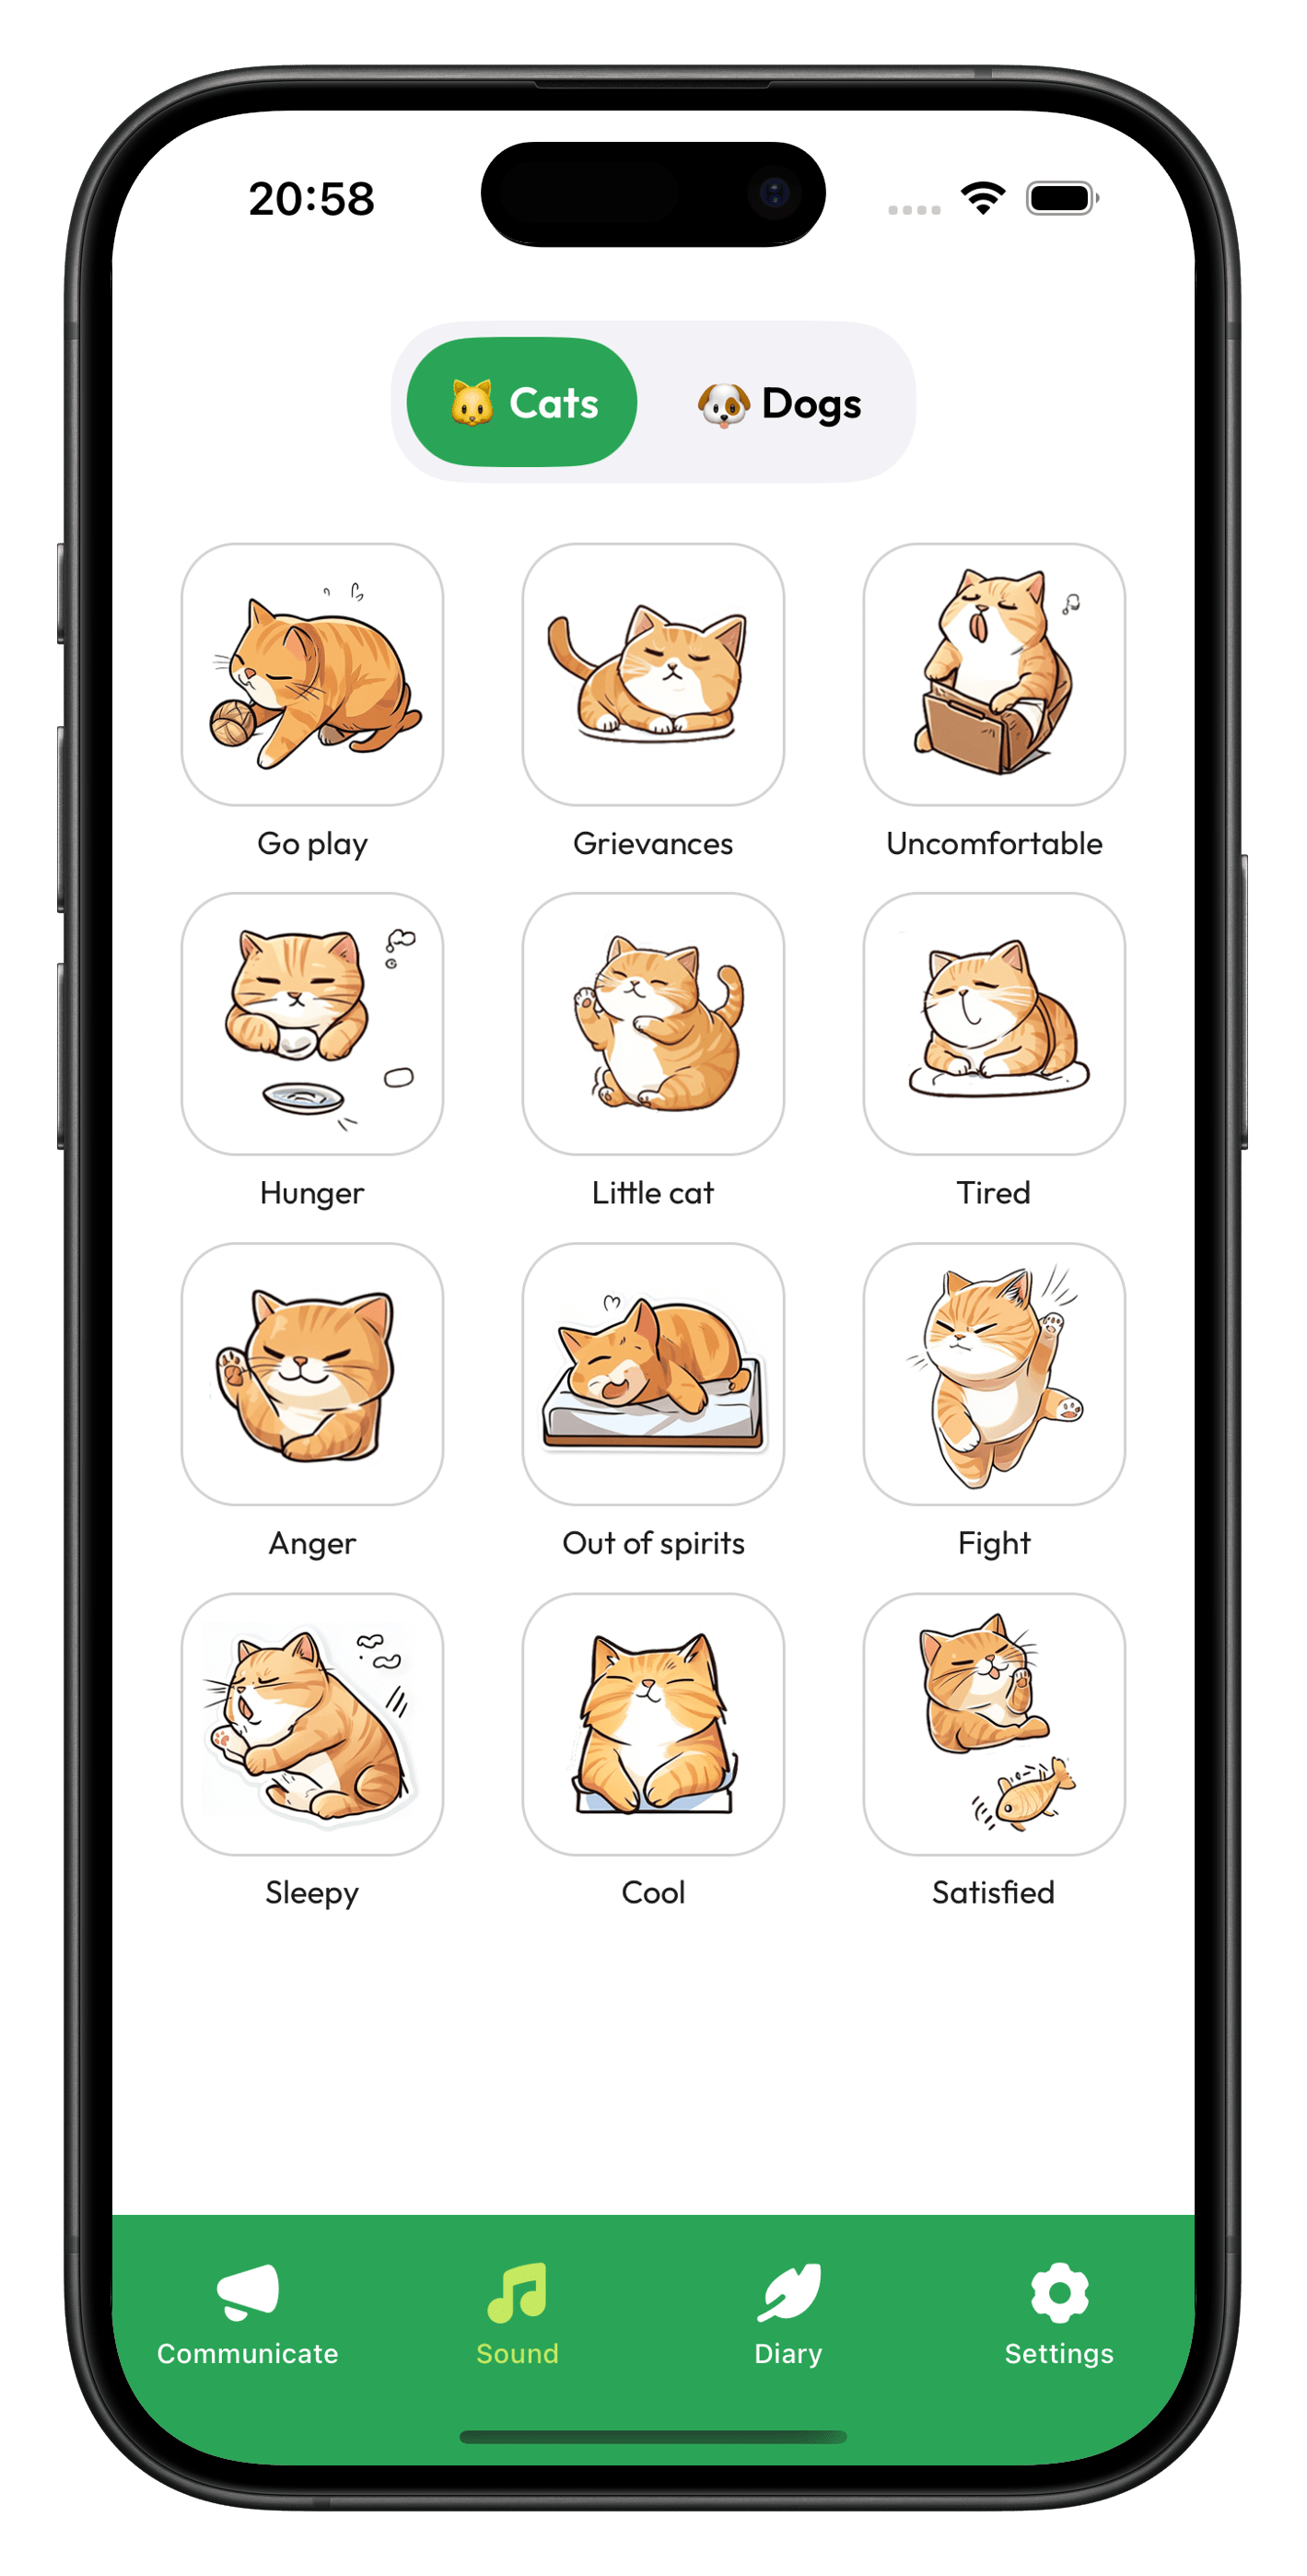 20:58
🐱 Cats
🐶 Dogs
Go play
Grievances
Uncomfortable
Hunger
Little cat
Tired
Anger
Out of spirits
Fight
Sleepy
Cool
Satisfied
Communicate
Sound
Diary
Settings